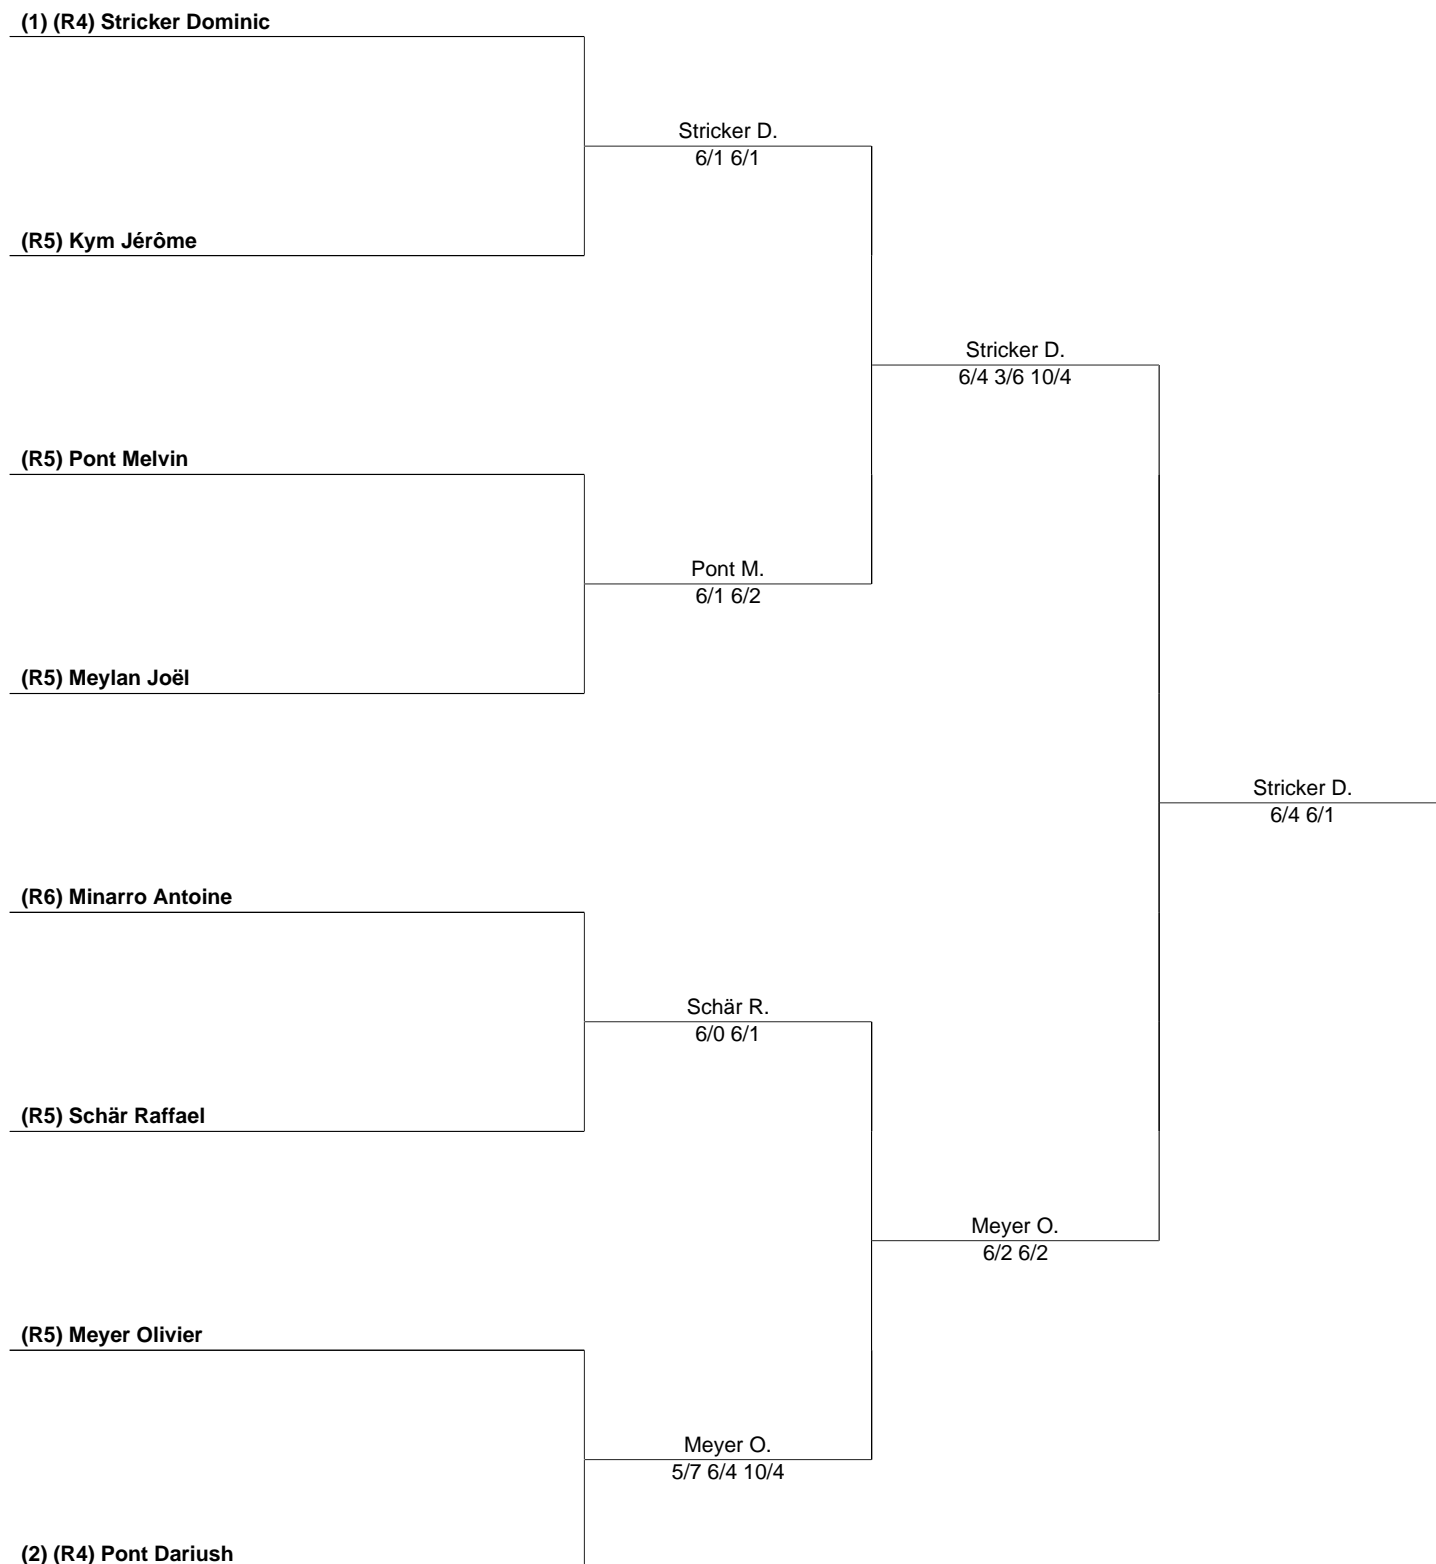 (1) (R4) Stricker Dominic
Stricker D.
6/1 6/1
(R5) Kym Jérôme
Stricker D.
6/4 3/6 10/4
(R5) Pont Melvin
Pont M.
6/1 6/2
(R5) Meylan Joël
Stricker D.
6/4 6/1
(R6) Minarro Antoine
Schär R.
6/0 6/1
(R5) Schär Raffael
Meyer O.
6/2 6/2
(R5) Meyer Olivier
Meyer O.
5/7 6/4 10/4
(2) (R4) Pont Dariush